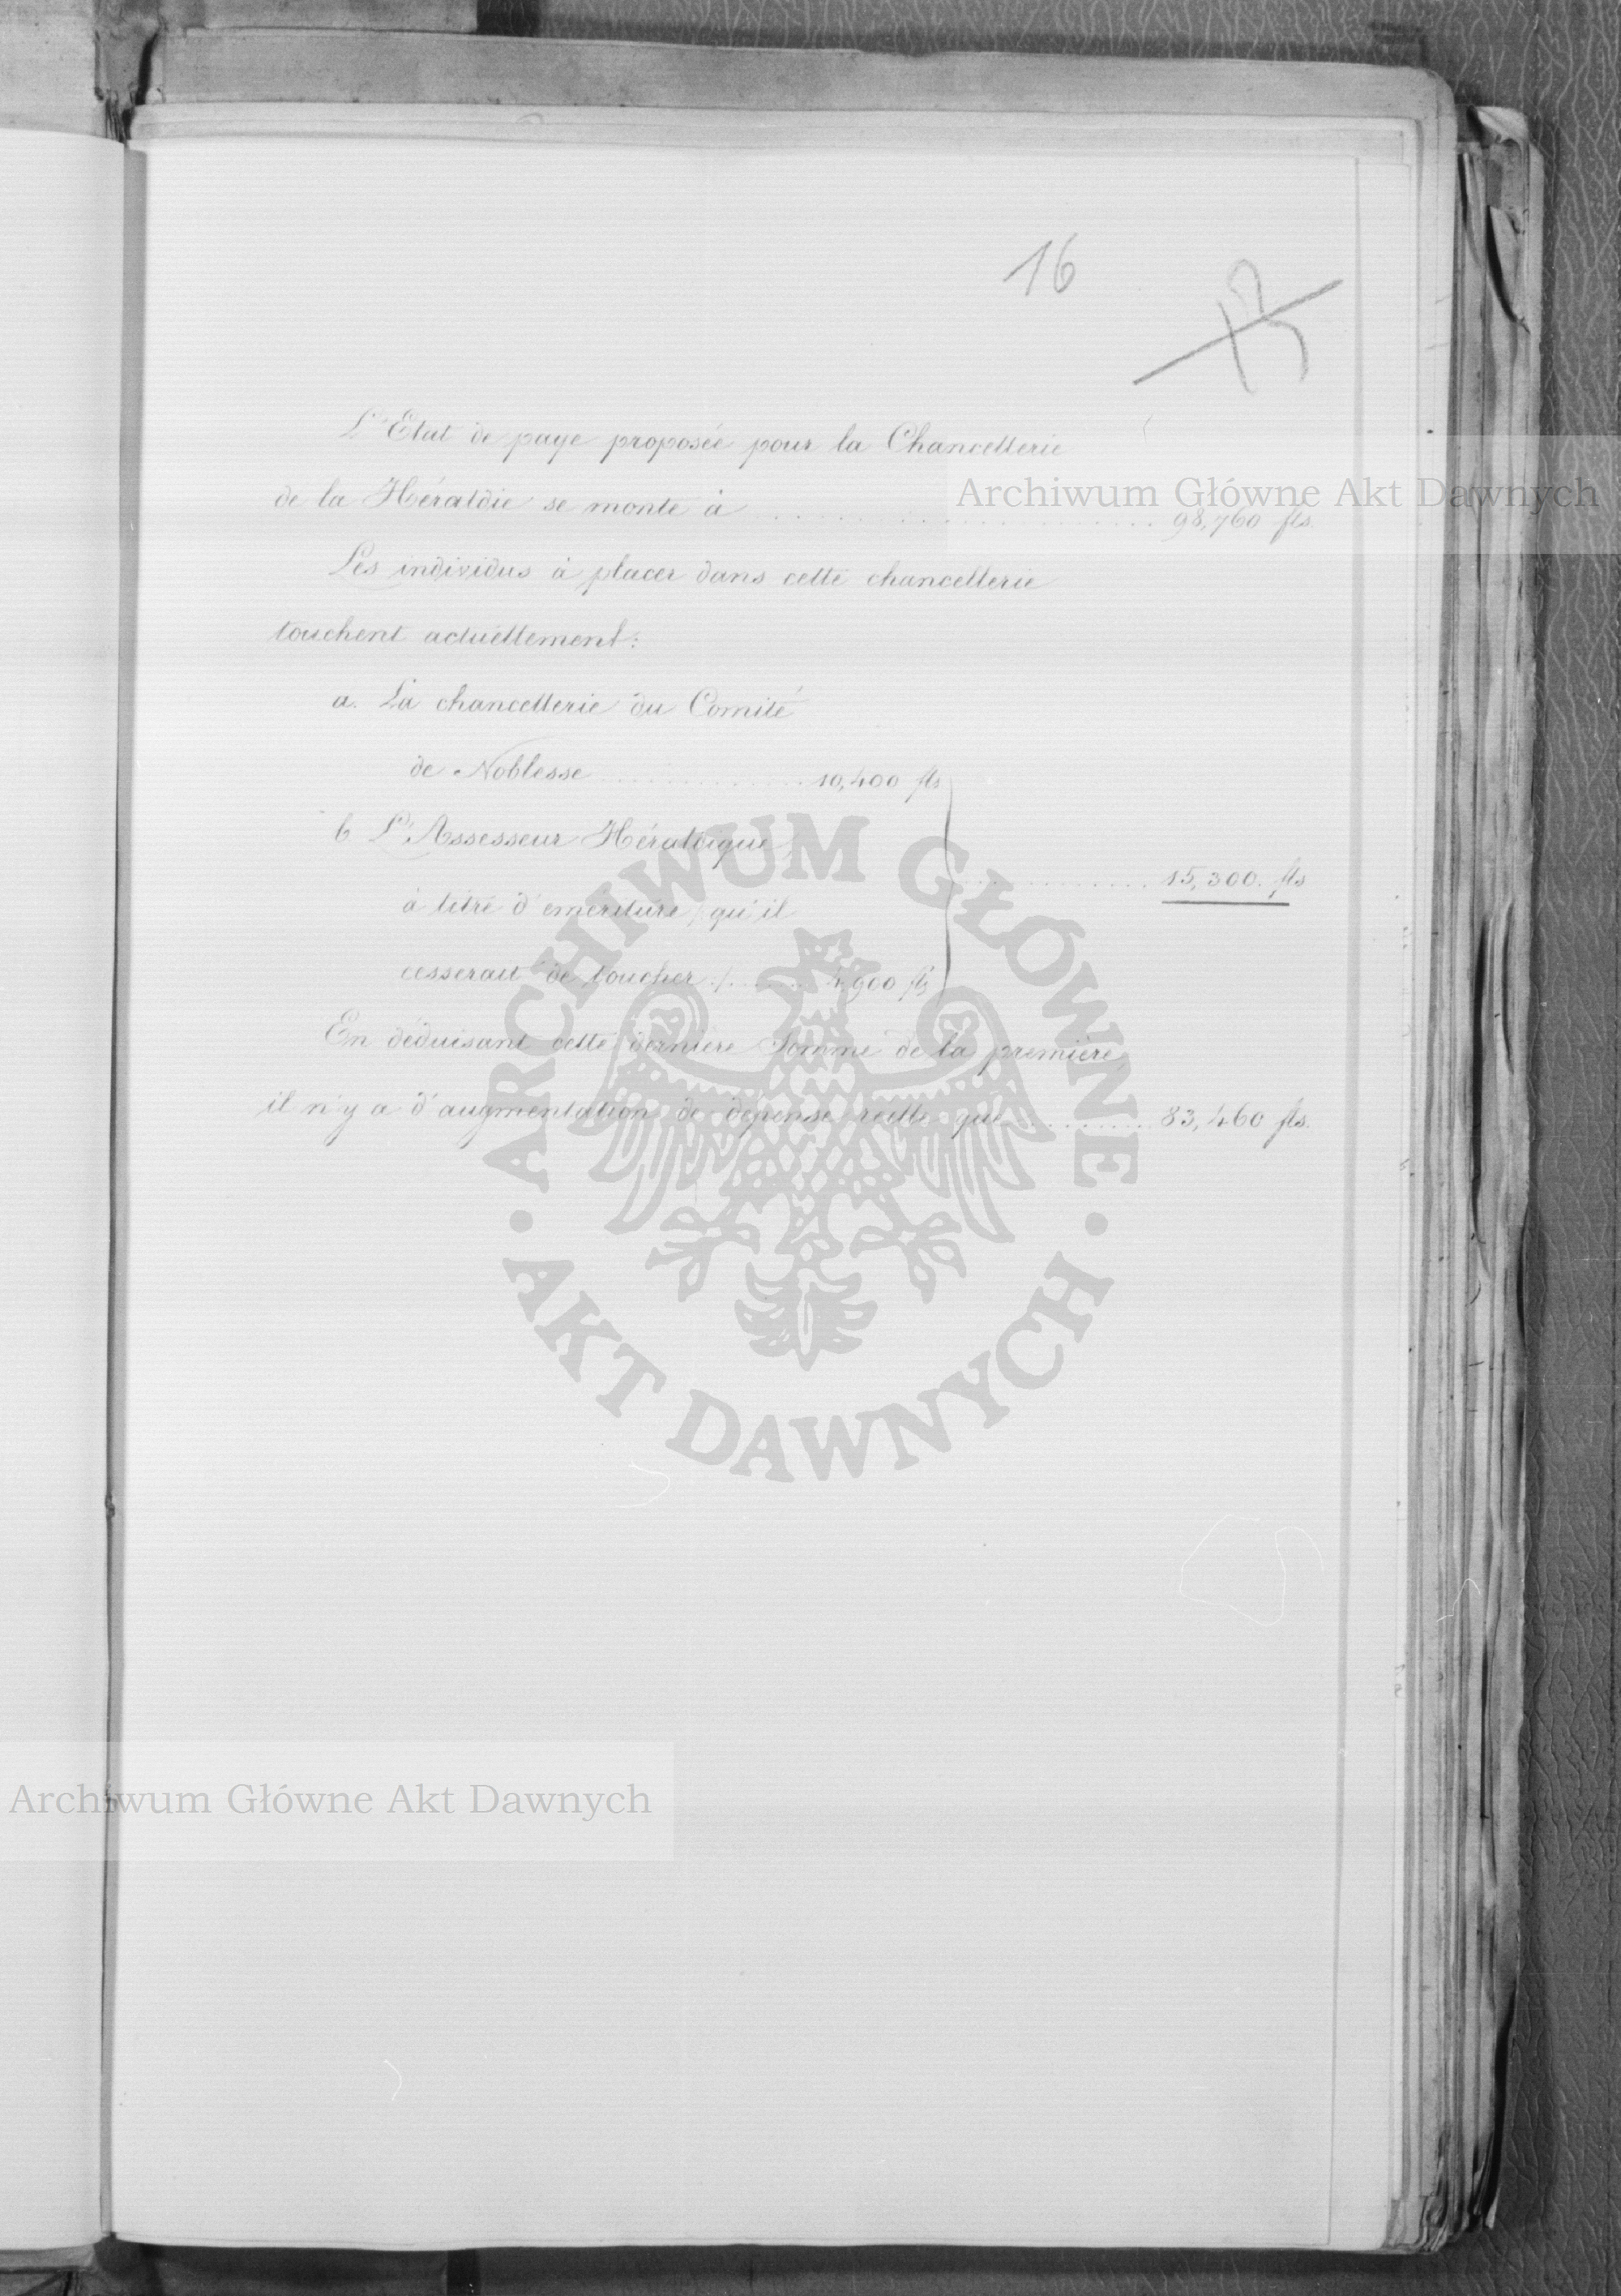 16
L'Etat de paye proposée pour la Chancellerie
de la Héraldie se monte à . . . . . . . . . . 98,760 fls.
Les individus à placer dans cette chancellerie
touchent actuellement:
a. La chancellerie du Comité
de Noblesse . . . . . . . . . . 10,400 fls
b L'Assesseur Héraldique,
. . . . . . . . . . 15,300. fls
à titre d'emeriture /: qu'il
cesserait de toucher :/ . . . . . . 4,900 fls
En déduisant cette dernière Somme de la première,
il n'y a d'augmentation de dépense réelle que . . . . . . . . . 83,460 fls.
Archiwum Główne Akt Dawnych
ARCHIWUM GŁÓWNE
· AKT DAWNYCH ·
Archiwum Główne Akt Dawnych